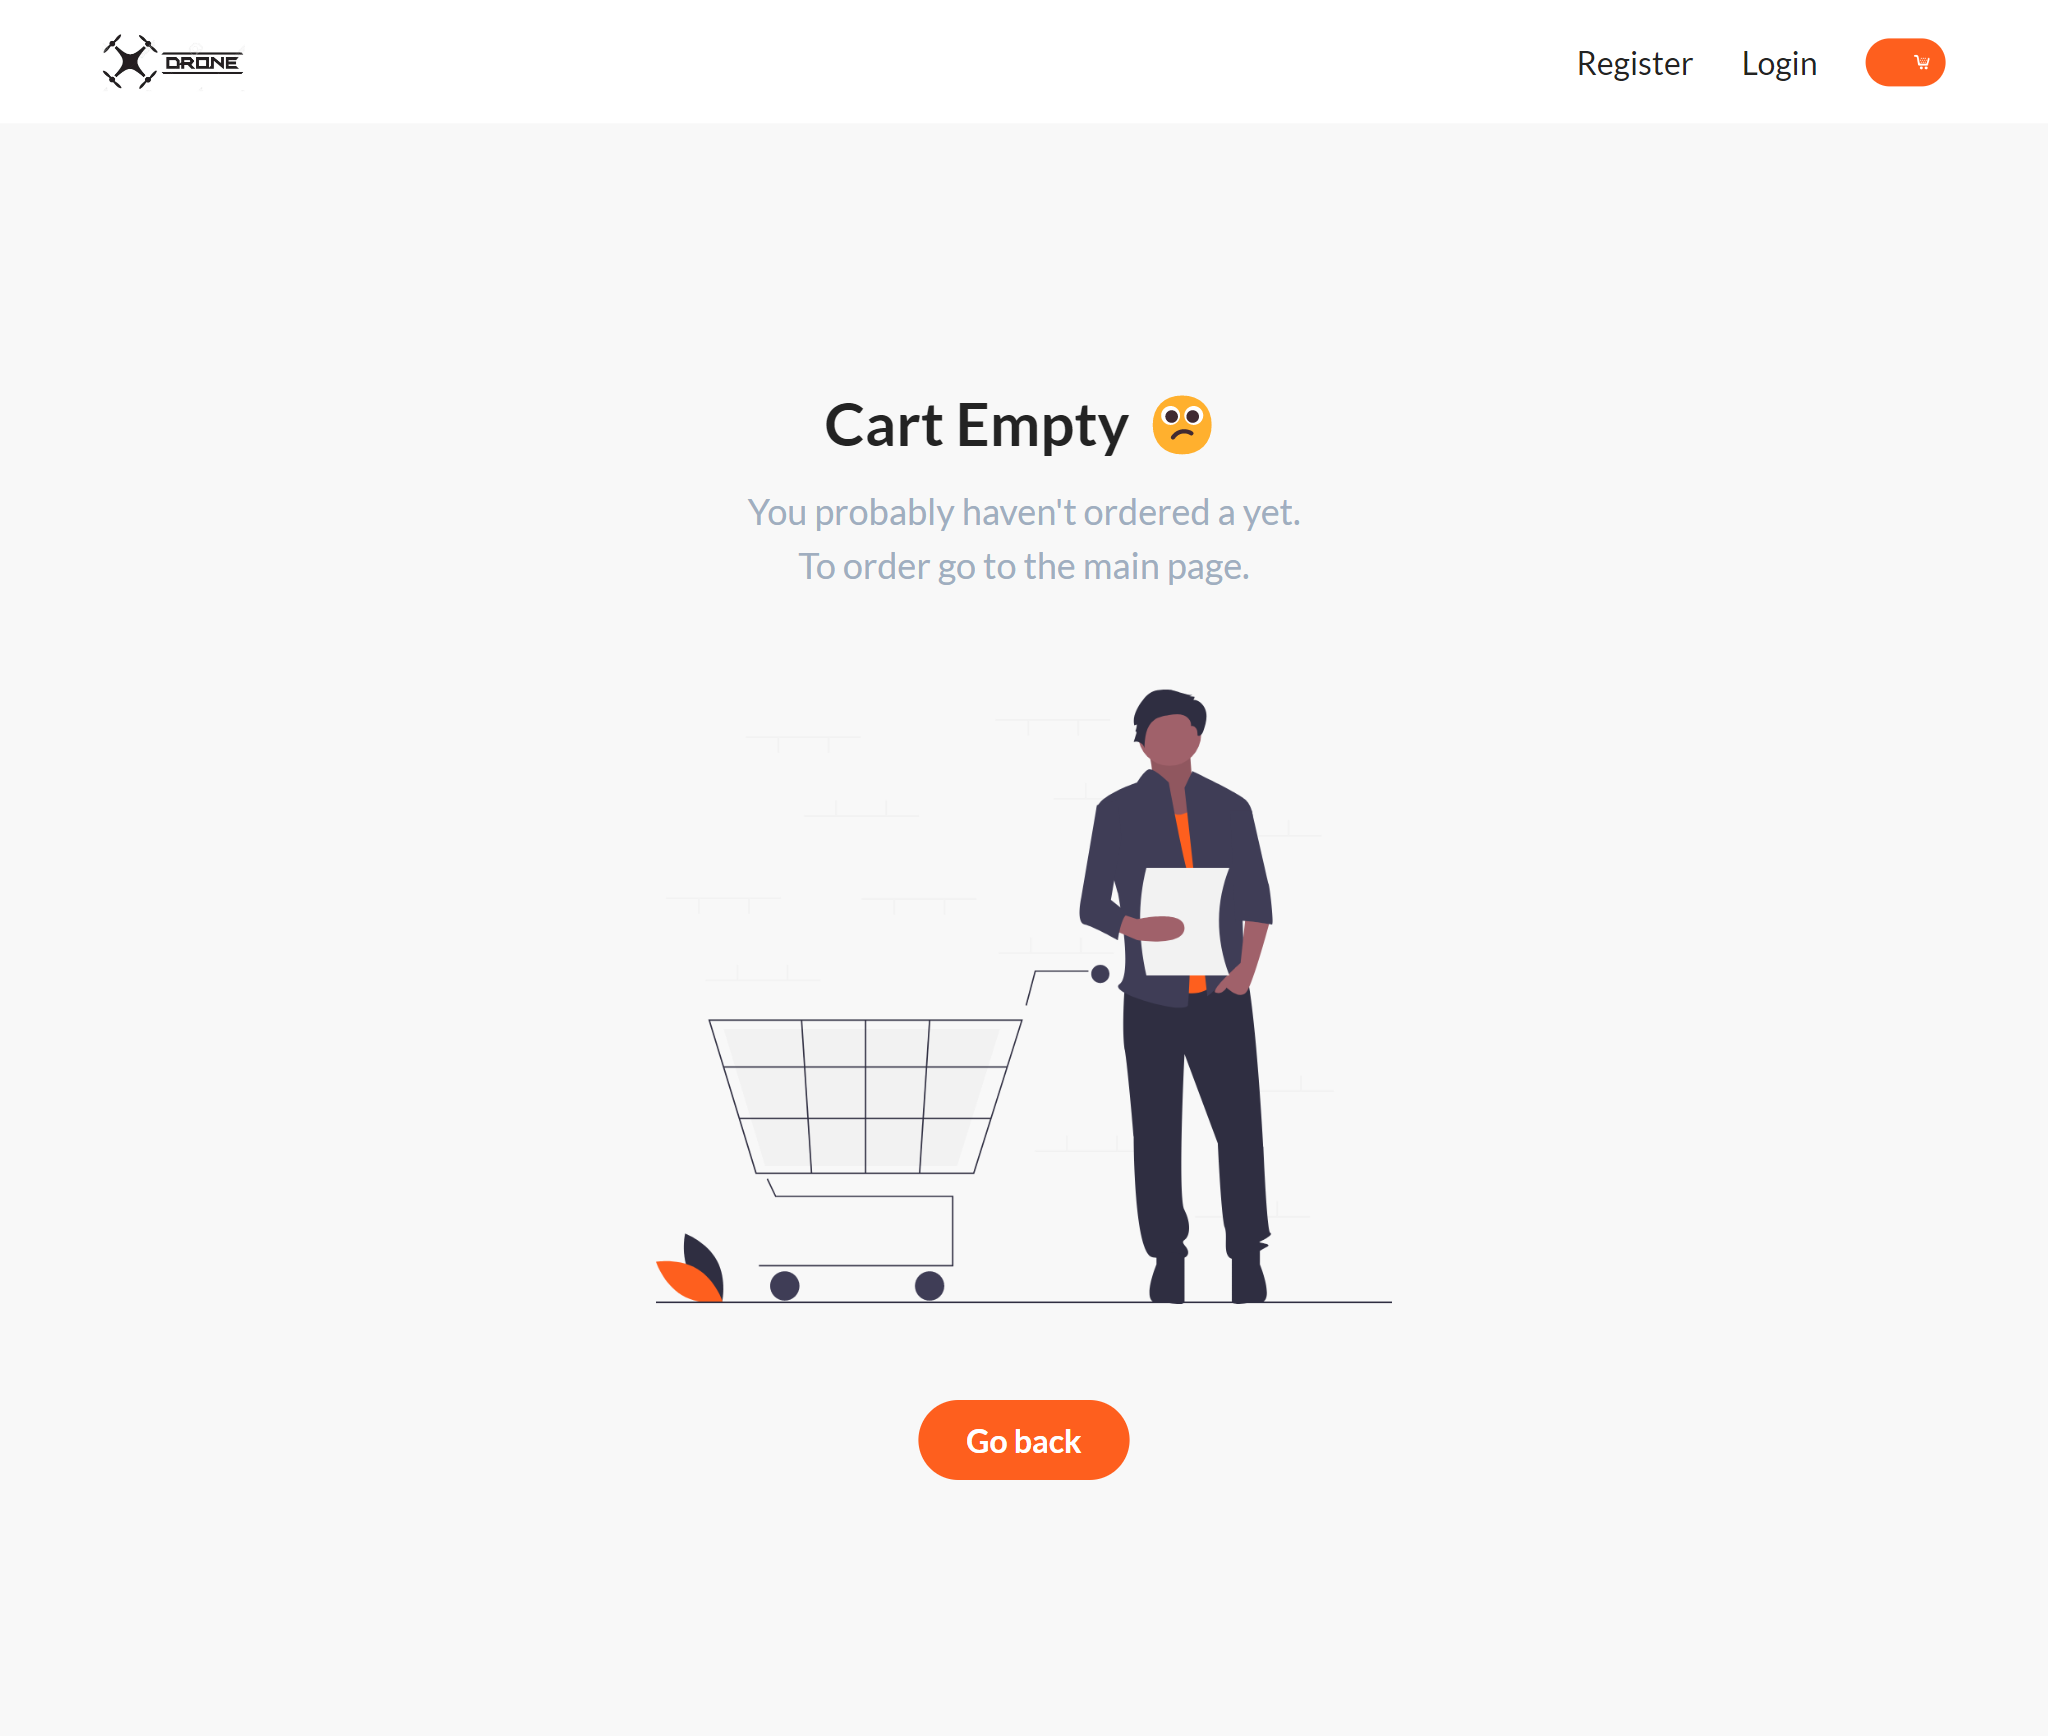 DRONE
Register
Login
Cart Empty
You probably haven't ordered a yet.
To order go to the main page.
Go back